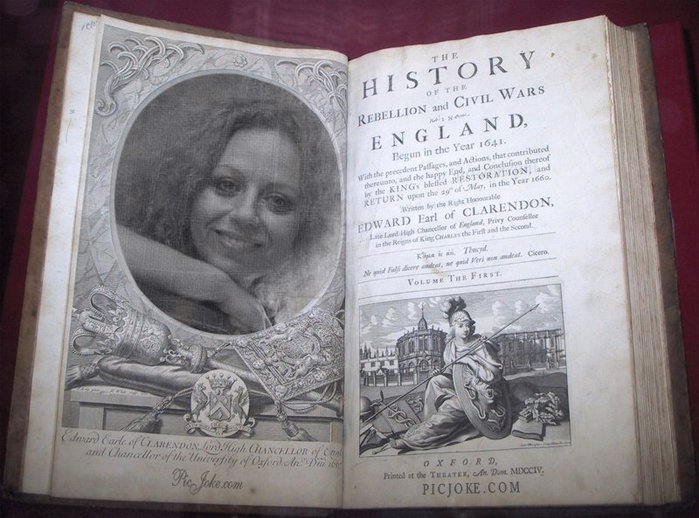 Edward Earle of CLARENDON, Lord High CHANCELLOR of
and Chancellor of the University of Oxford. Anº Dni
PicJoke.com
THE
HISTORY
OF THE
REBELLION and CIVIL WARS
IN
ENGLAND,
Begun in the Year 1641.
With the precedent Passages, and Actions, that contributed
thereunto, and the happy End, and Conclusion thereof
by the KING's blessed RESTORATION, and
RETURN upon the 29th of May, in the Year 1660.
Written by the Right Honourable
EDWARD Earl of CLARENDON,
Late Lord High Chancellor of England, Privy Counsellor
in the Reigns of King CHARLES the First and the Second.
Thucyd.
Ne quid Falsi dicere audeat, ne quid Veri non audeat. Cicero.
VOLUME THE FIRST.
OXFORD,
Printed at the THEATER, An. Dom. MDCCIV.
PICJOKE.COM